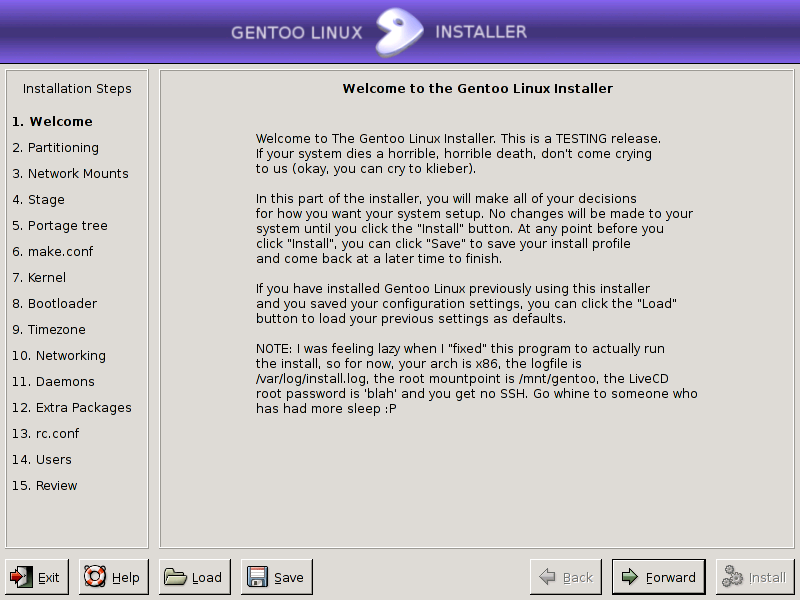 GENTOO LINUX INSTALLER
Installation Steps
1. Welcome
2. Partitioning
3. Network Mounts
4. Stage
5. Portage tree
6. make.conf
7. Kernel
8. Bootloader
9. Timezone
10. Networking
11. Daemons
12. Extra Packages
13. rc.conf
14. Users
15. Review
Welcome to the Gentoo Linux Installer
Welcome to The Gentoo Linux Installer. This is a TESTING release.
If your system dies a horrible, horrible death, don't come crying
to us (okay, you can cry to klieber).
In this part of the installer, you will make all of your decisions
for how you want your system setup. No changes will be made to your
system until you click the "Install" button. At any point before you
click "Install", you can click "Save" to save your install profile
and come back at a later time to finish.
If you have installed Gentoo Linux previously using this installer
and you saved your configuration settings, you can click the "Load"
button to load your previous settings as defaults.
NOTE: I was feeling lazy when I "fixed" this program to actually run
the install, so for now, your arch is x86, the logfile is
/var/log/install.log, the root mountpoint is /mnt/gentoo, the LiveCD
root password is 'blah' and you get no SSH. Go whine to someone who
has had more sleep :P
Exit
Help
Load
Save
Back
Forward
Install